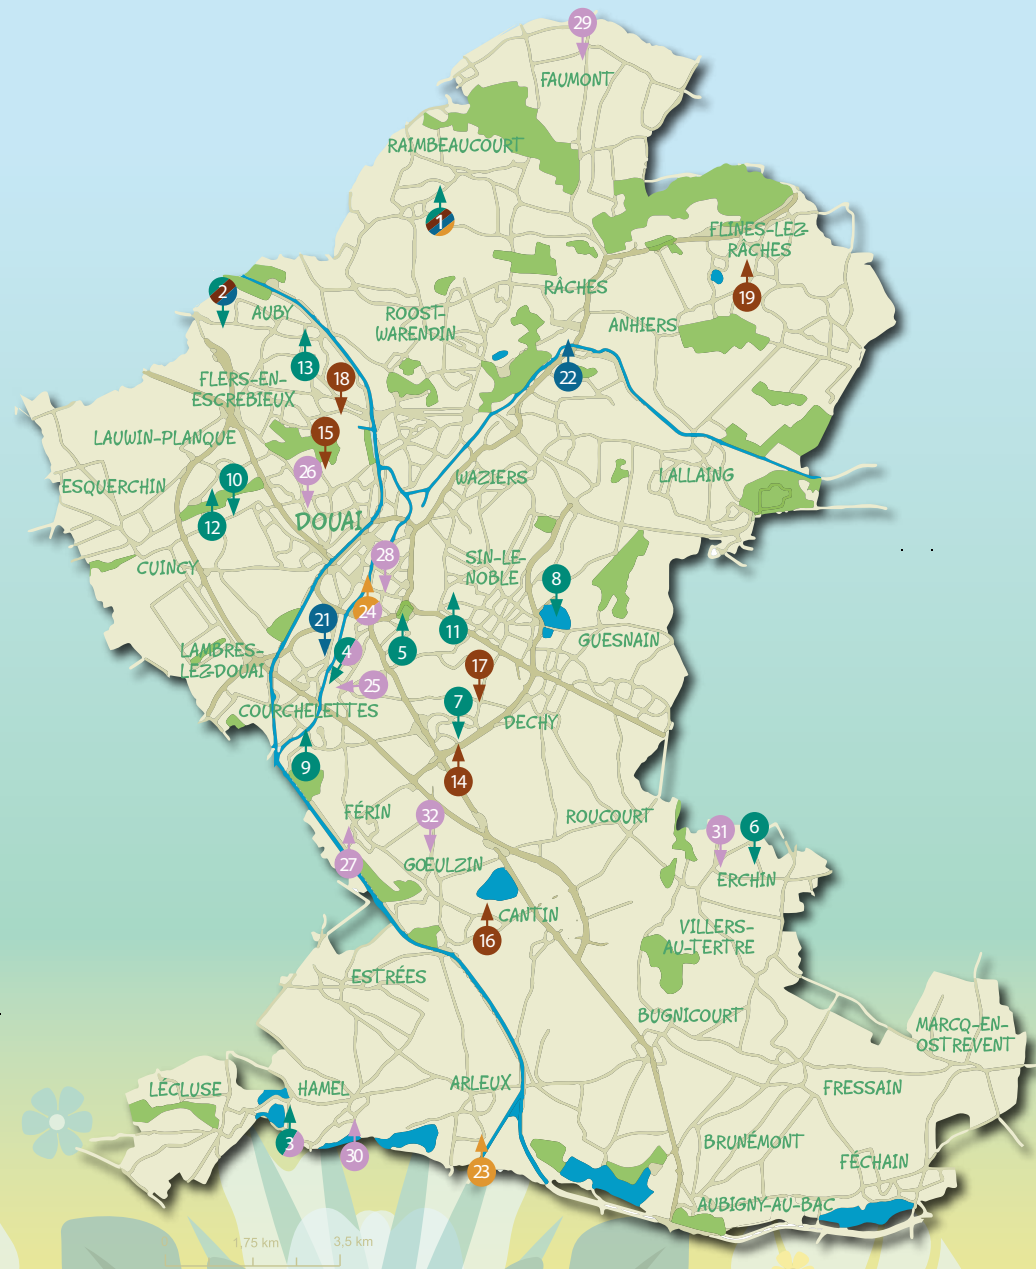 29
FAUMONT
RAIMBEAUCOURT
1
FLINES-LEZ-
RÂCHES
19
2
AUBY
RÂCHES
ROOST-
WARENDIN
ANHIERS
13
18
22
FLERS-EN-
ESCREBIEUX
15
LAUWIN-PLANQUE
26
10
WAZIERS
LALLAING
ESQUERCHIN
12
DOUAI
28
SIN-LE-
NOBLE
CUINCY
8
24
21
11
GUESNAIN
4
5
LAMBRES-
LEZDOUAI
17
25
COURCHELETTES
7
DECHY
9
14
FÉRIN
32
ROUCOURT
31
6
27
GŒULZIN
ERCHIN
CANTIN
16
VILLERS-
AU-TERTRE
ESTRÉES
BUGNICOURT
MARCQ-EN-
OSTREVENT
LÉCLUSE
HAMEL
ARLEUX
FRESSAIN
3
30
23
BRUNÉMONT
FÉCHAIN
AUBIGNY-AU-BAC
1,75 km
3,5 km